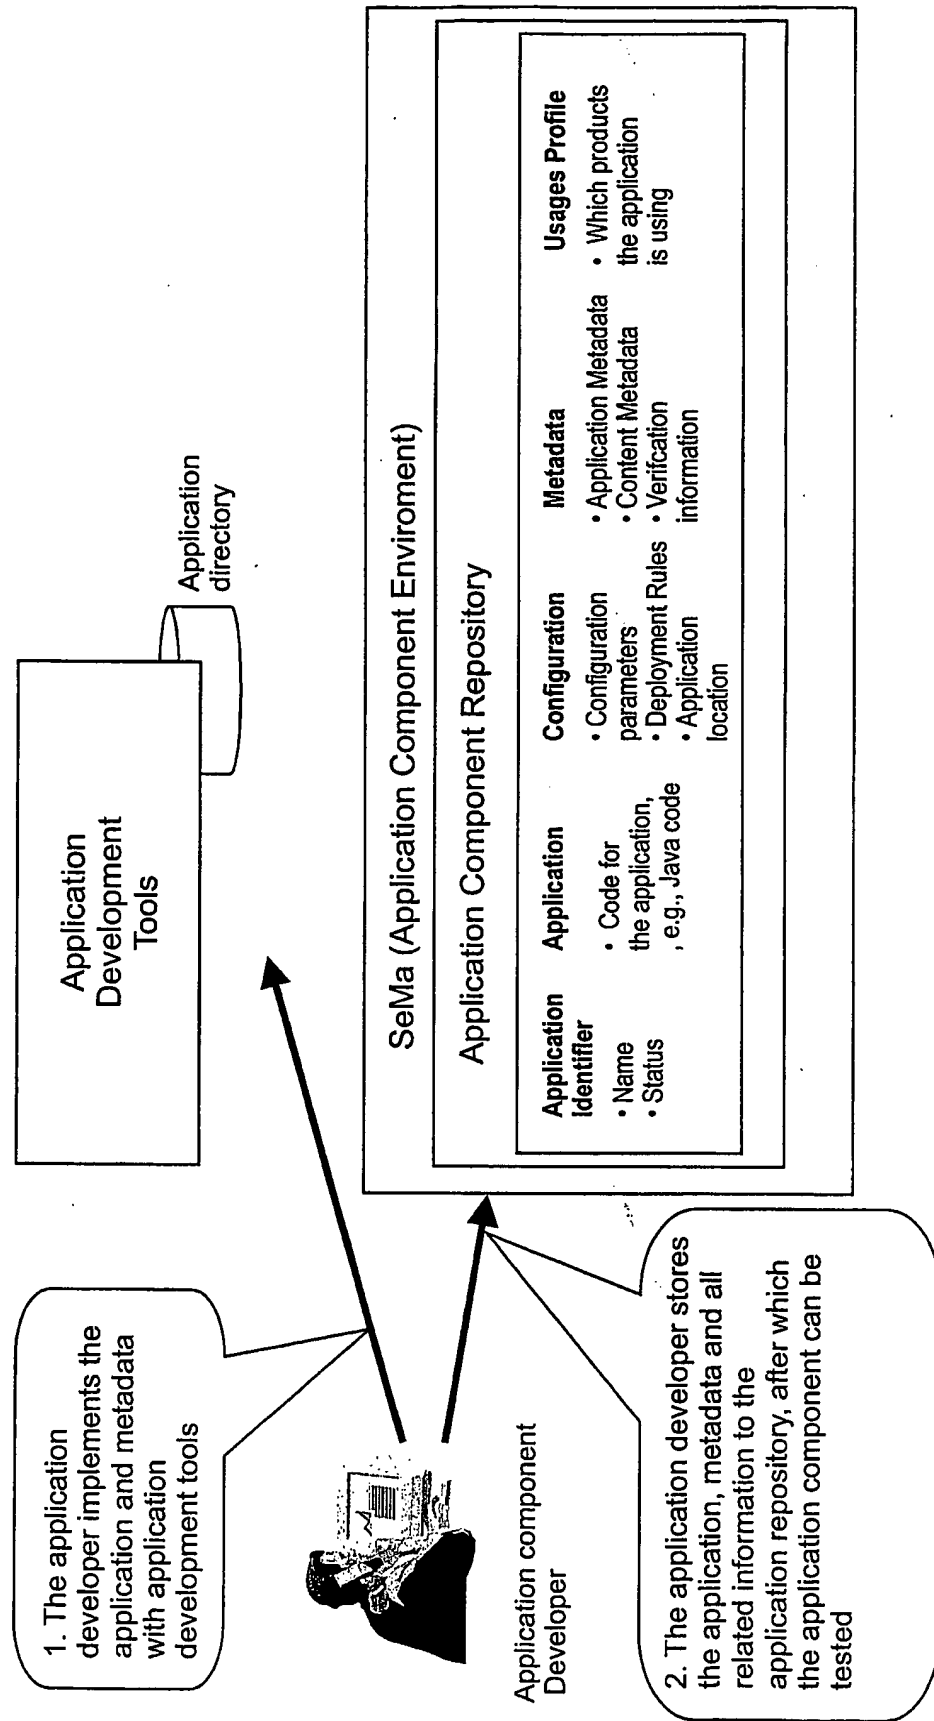 1. The application
developer implements the
application and metadata
with application
development tools
Application
Development
Tools
Application
directory
Application component
Developer
2. The application developer stores
the application, metadata and all
related information to the
application repository, after which
the application component can be
tested
SeMa (Application Component Enviroment)
Application Component Repository
Application
Identifier
• Name
• Status
Application
• Code for
the application,
, e.g., Java code
Configuration
• Configuration
parameters
• Deployment Rules
• Application
location
Metadata
• Application Metadata
• Content Metadata
• Verifcation
information
Usages Profile
• Which products
the application
is using